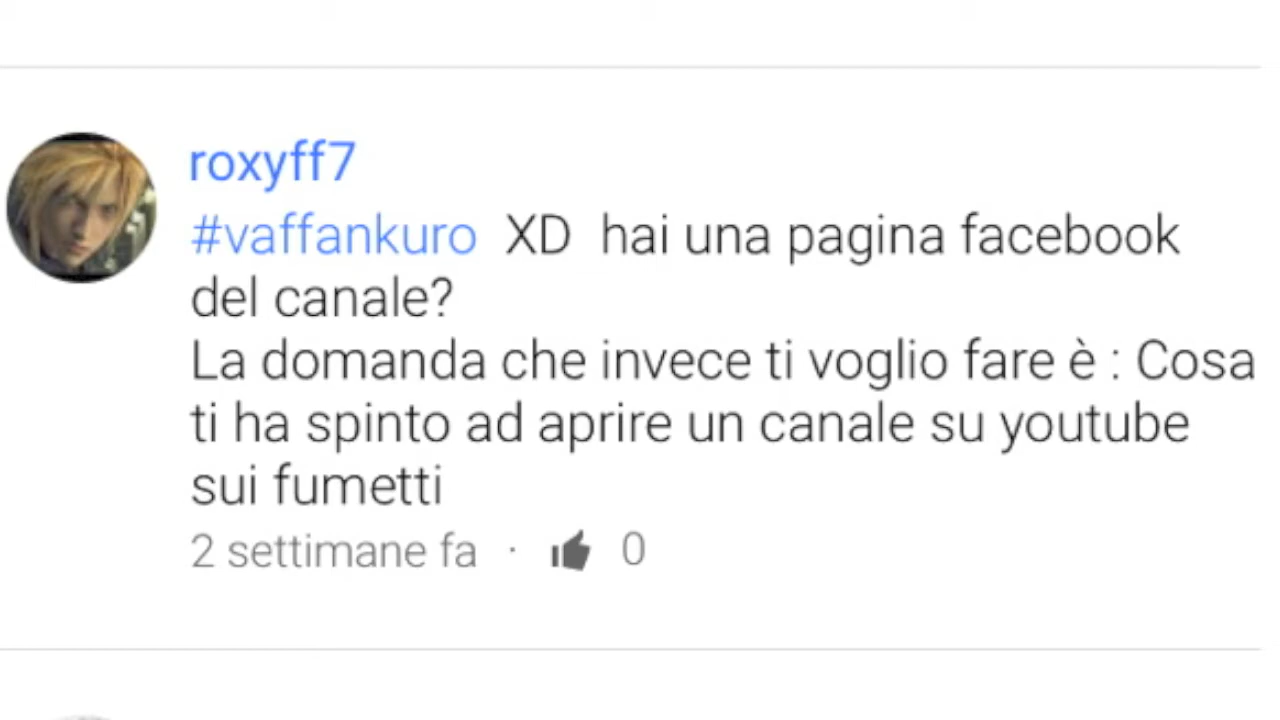 roxyff7
#vaffankuro XD hai una pagina facebook
del canale?
La domanda che invece ti voglio fare è : Cosa
ti ha spinto ad aprire un canale su youtube
sui fumetti
2 settimane fa · 0